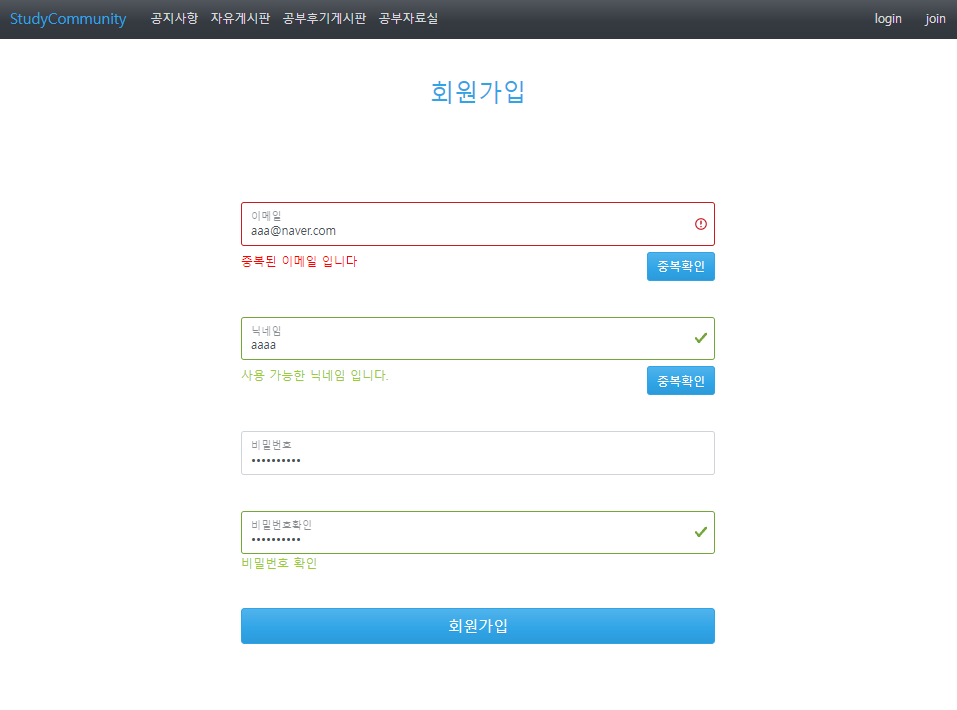 StudyCommunity 공지사항 자유게시판 공부후기게시판 공부자료실 login join
회원가입
이메일
aaa@naver.com
중복된 이메일 입니다 중복확인
닉네임
aaaa
사용 가능한 닉네임 입니다. 중복확인
비밀번호
••••••••••
비밀번호확인
••••••••••
비밀번호 확인
회원가입